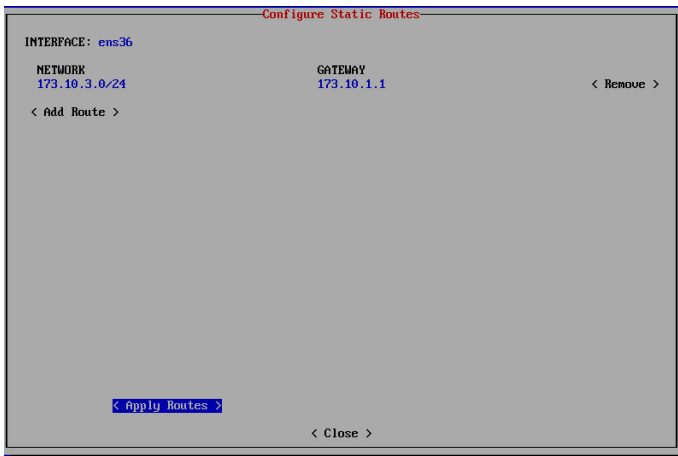 Configure Static Routes
INTERFACE: ens36
NETWORK GATEWAY
173.10.3.0/24 173.10.1.1 < Remove >
< Add Route >
< Apply Routes >
< Close >